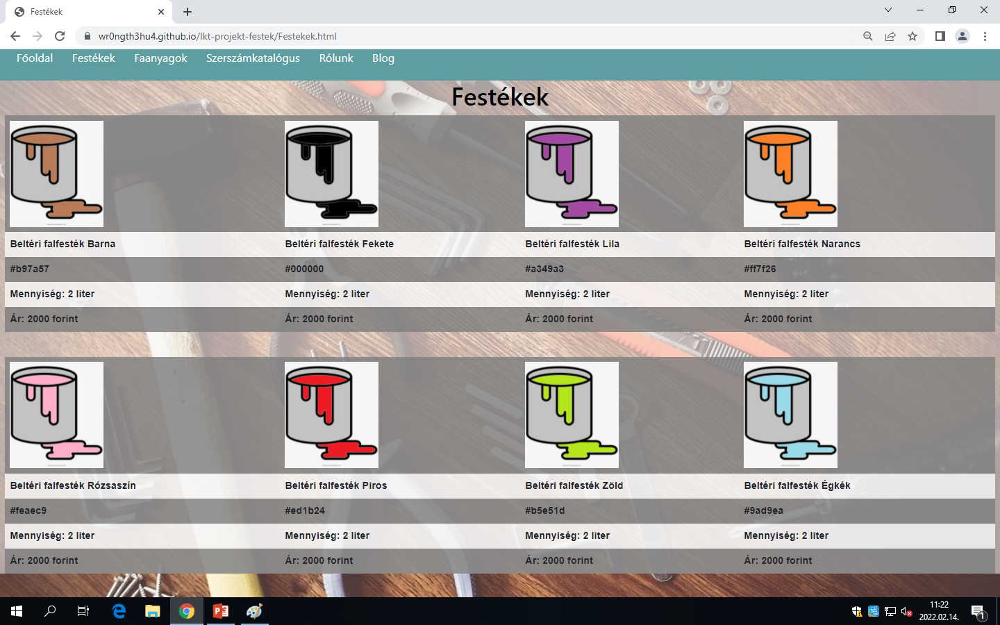 Festékek
wr0ngth3hu4.github.io/lkt-projekt-festek/Festekek.html
Főoldal Festékek Faanyagok Szerszámkatalógus Rólunk Blog
Festékek
Beltéri falfesték Barna Beltéri falfesték Fekete Beltéri falfesték Lila Beltéri falfesték Narancs
#b97a57 #000000 #a349a3 #ff7f26
Mennyiség: 2 liter Mennyiség: 2 liter Mennyiség: 2 liter Mennyiség: 2 liter
Ár: 2000 forint Ár: 2000 forint Ár: 2000 forint Ár: 2000 forint
Beltéri falfesték Rózsaszín Beltéri falfesték Piros Beltéri falfesték Zöld Beltéri falfesték Égkék
#feaec9 #ed1b24 #b5e51d #9ad9ea
Mennyiség: 2 liter Mennyiség: 2 liter Mennyiség: 2 liter Mennyiség: 2 liter
Ár: 2000 forint Ár: 2000 forint Ár: 2000 forint Ár: 2000 forint
11:22
2022.02.14.
1